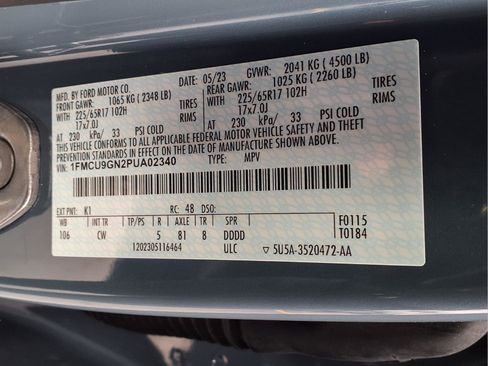 MFD. BY FORD MOTOR CO.
DATE: 05/23 GVWR: 2041 KG ( 4500 LB)
FRONT GAWR: 1065 KG ( 2348 LB) REAR GAWR: 1025 KG ( 2260 LB)
WITH 225/65R17 102H TIRES WITH 225/65R17 102H TIRES
17x7.0J RIMS 17x7.0J RIMS
AT 230 kPa/ 33 PSI COLD AT 230 kPa/ 33 PSI COLD
THIS VEHICLE CONFORMS TO ALL APPLICABLE FEDERAL MOTOR VEHICLE SAFETY AND THEFT
PREVENTION STANDARDS IN EFFECT ON THE DATE OF MANUFACTURE SHOWN ABOVE.
VIN: 1FMCU9GN2PUA02340
TYPE: MPV
EXT PNT: K1 RC: 48 DSO:
WB INT TR TP/PS R AXLE TR SPR F0115
106 CW 5 81 8 DDDD T0184
1202305116464 ULC ▽ 5U5A-3520472-AA